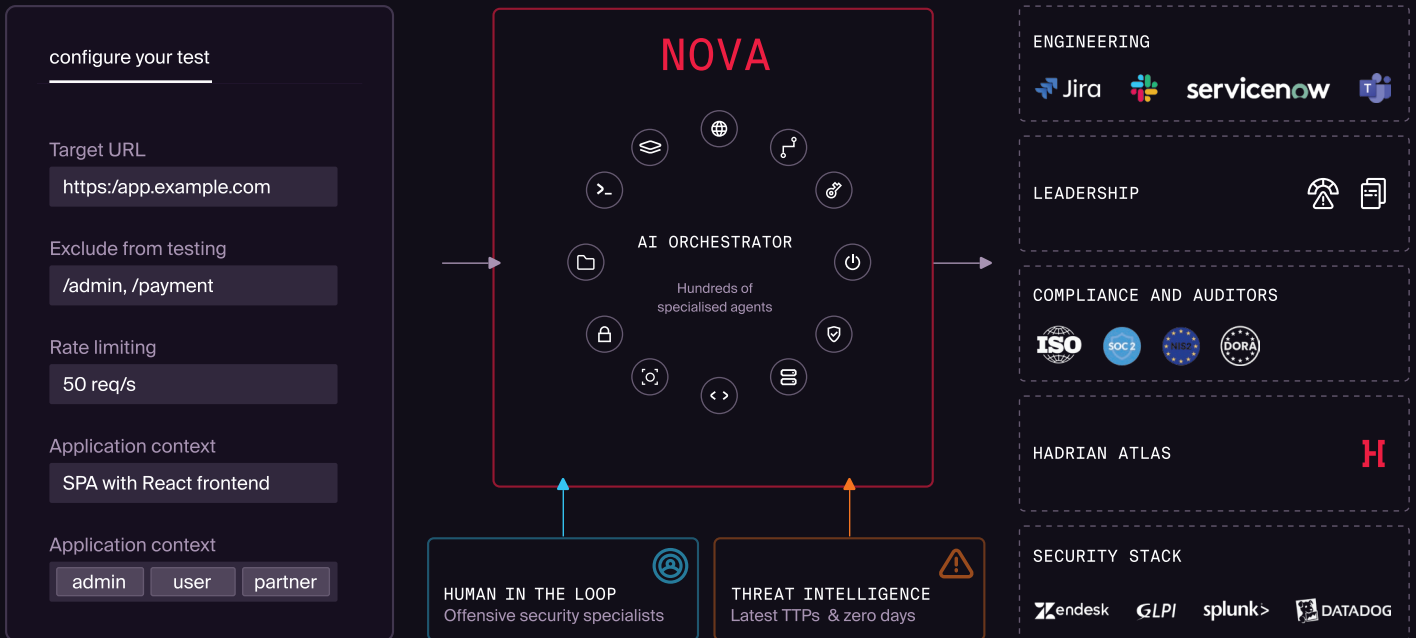 configure your test
Target URL
https:/app.example.com
Exclude from testing
/admin, /payment
Rate limiting
50 req/s
Application context
SPA with React frontend
Application context
admin
user
partner
NOVA
AI ORCHESTRATOR
Hundreds of
specialised agents
HUMAN IN THE LOOP
Offensive security specialists
THREAT INTELLIGENCE
Latest TTPs & zero days
ENGINEERING
Jira
servicenow
T
LEADERSHIP
COMPLIANCE AND AUDITORS
ISO
SOC 2
NIS2
DORA
HADRIAN ATLAS
H
SECURITY STACK
Zendesk
GLPI
splunk>
DATADOG